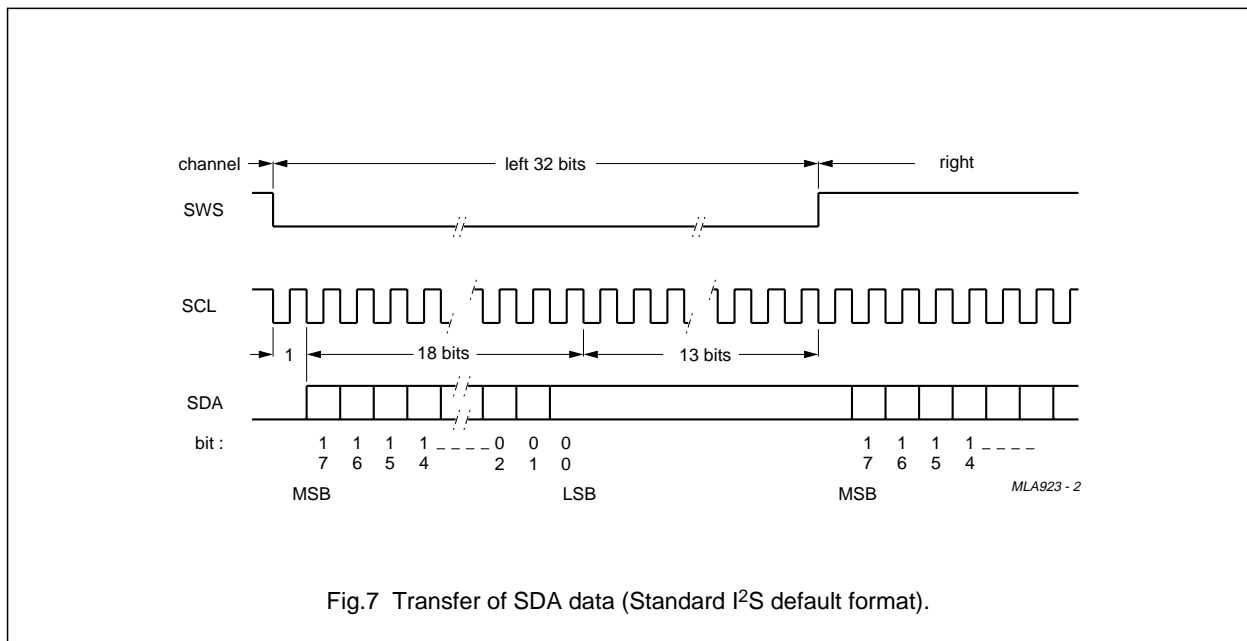 channel left 32 bits right
SWS
SCL
1 18 bits 13 bits
SDA
bit : 1 1 1 1 0 0 0 1 1 1 1
7 6 5 4 2 1 0 7 6 5 4
MSB LSB MSB
MLA923 - 2
Fig.7 Transfer of SDA data (Standard I²S default format).